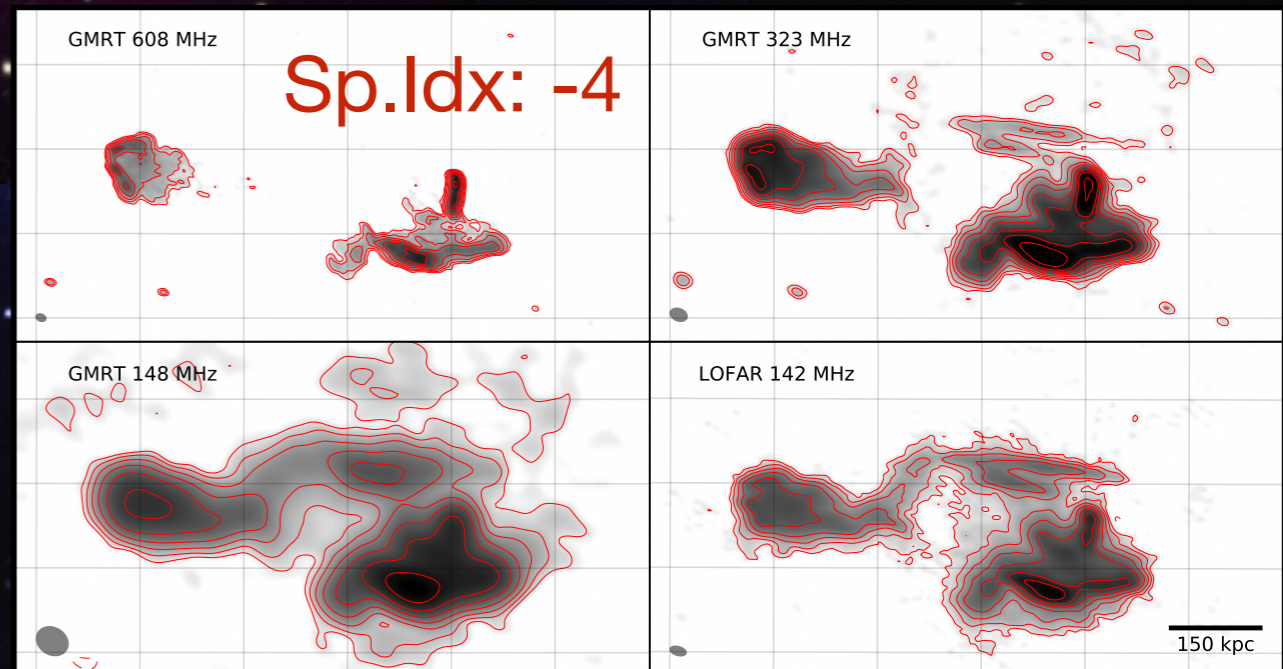 GMRT 608 MHz
Sp.Idx: -4
GMRT 323 MHz
GMRT 148 MHz
LOFAR 142 MHz
150 kpc